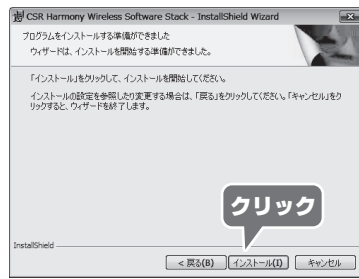 CSR Harmony Wireless Software Stack - InstallShield Wizard
プログラムをインストールする準備ができました
ウィザードは、インストールを開始する準備ができました。
「インストール」をクリックして、インストールを開始してください。
インストールの設定を参照したり変更する場合は、「戻る」をクリックしてください。「キャンセル」をク
リックすると、ウィザードを終了します。
クリック
InstallShield
< 戻る(B)
インストール(I)
キャンセル